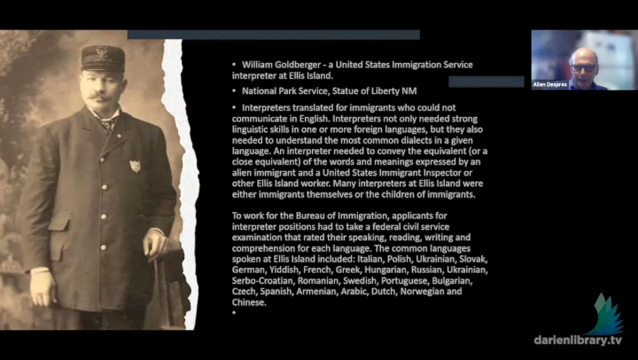 • William Goldberger - a United States Immigration Service
interpreter at Ellis Island.
• National Park Service, Statue of Liberty NM
• Interpreters translated for immigrants who could not
communicate in English. Interpreters not only needed strong
linguistic skills in one or more foreign languages, but they also
needed to understand the most common dialects in a given
language. An interpreter needed to convey the equivalent (or a
close equivalent) of the words and meanings expressed by an
alien immigrant and a United States Immigrant Inspector or
other Ellis Island worker. Many interpreters at Ellis Island were
either immigrants themselves or the children of immigrants.
To work for the Bureau of Immigration, applicants for
interpreter positions had to take a federal civil service
examination that rated their speaking, reading, writing and
comprehension for each language. The common languages
spoken at Ellis Island included: Italian, Polish, Ukrainian, Slovak,
German, Yiddish, French, Greek, Hungarian, Russian, Ukrainian,
Serbo-Croatian, Romanian, Swedish, Portuguese, Bulgarian,
Czech, Spanish, Armenian, Arabic, Dutch, Norwegian and
Chinese.
•
Allen Despres
darienlibrary.tv